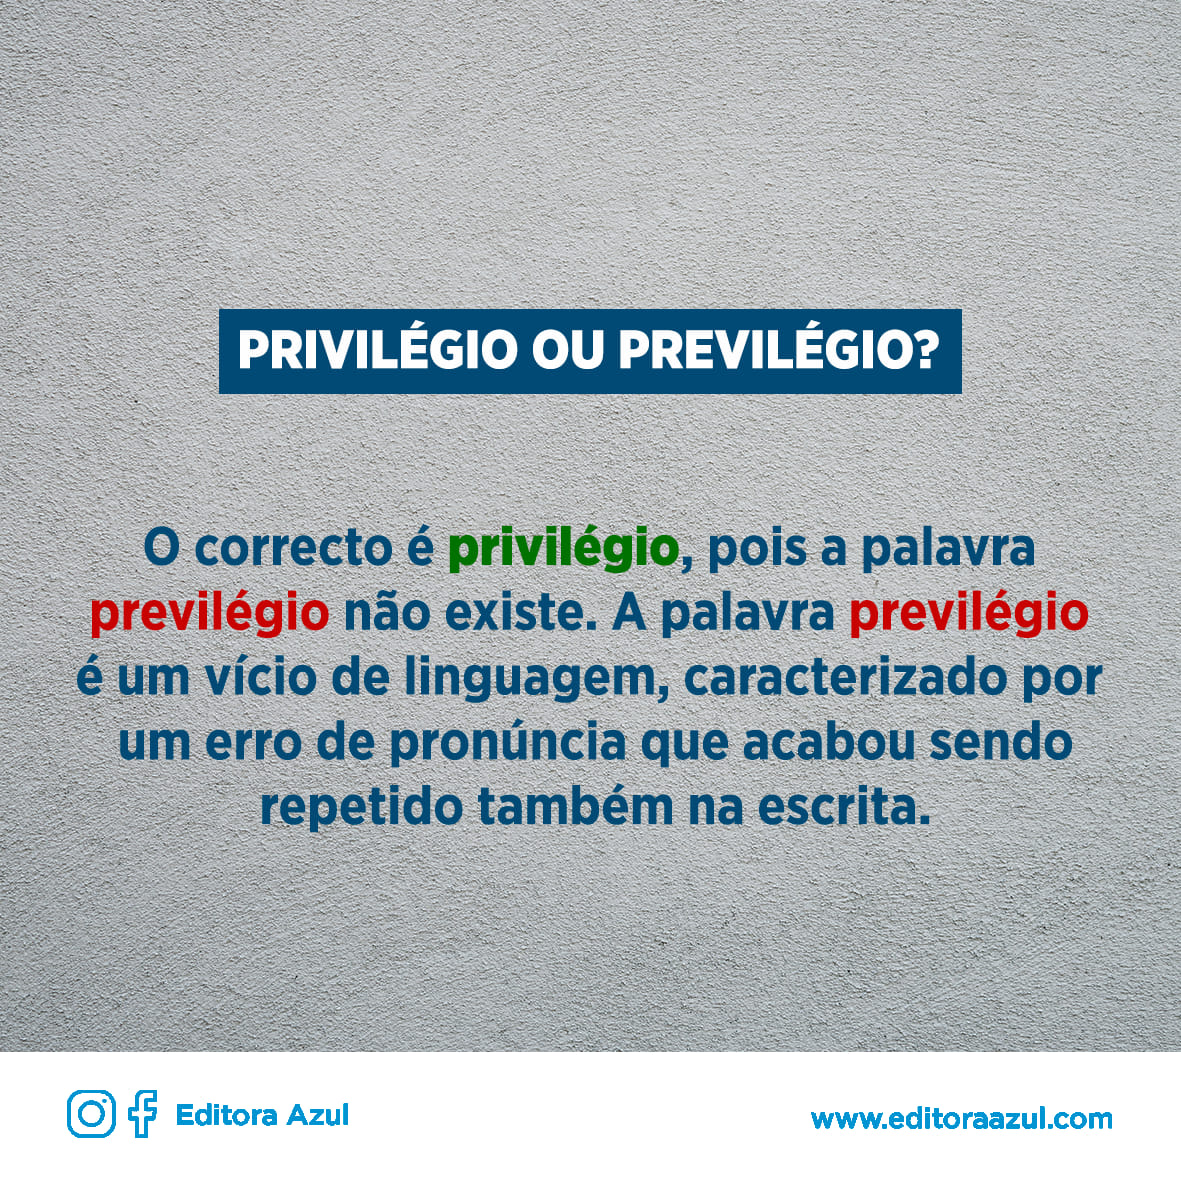 PRIVILÉGIO OU PREVILÉGIO?
O correcto é privilégio, pois a palavra
previlégio não existe. A palavra previlégio
é um vício de linguagem, caracterizado por
um erro de pronúncia que acabou sendo
repetido também na escrita.
Editora Azul
www.editoraazul.com